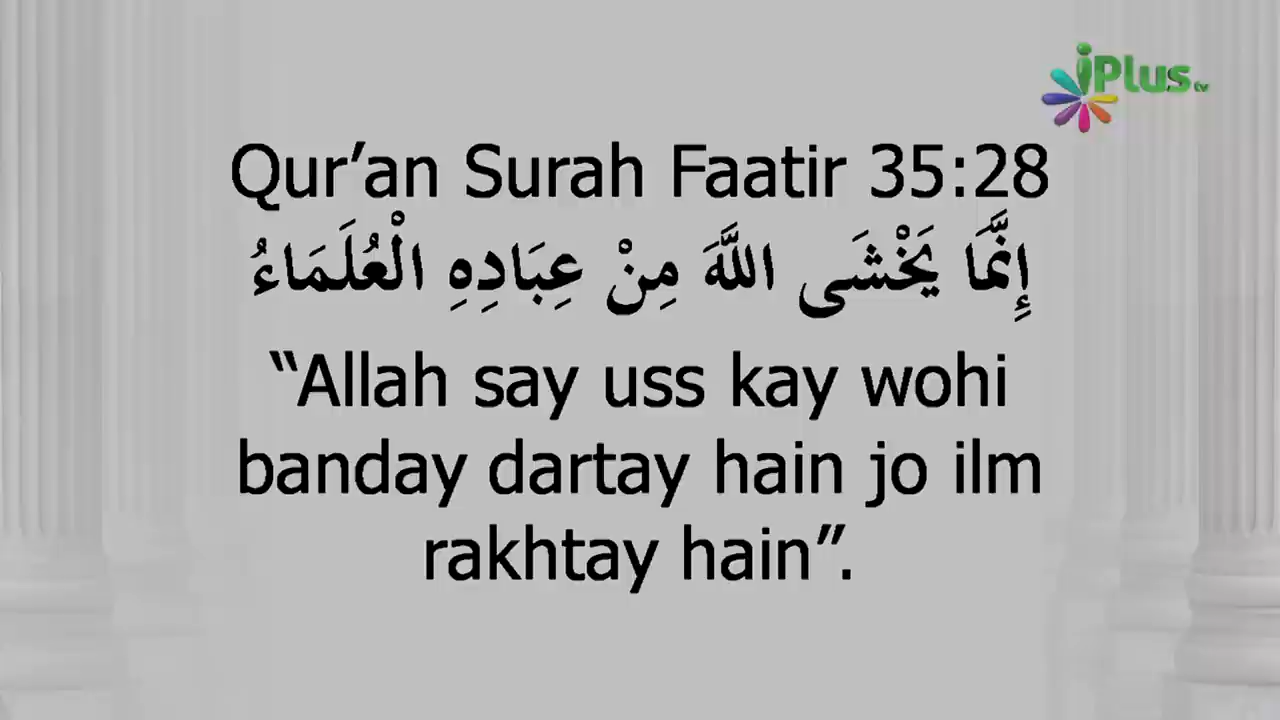 iPlus tv
Qur’an Surah Faatir 35:28
إِنَّمَا يَخْشَى اللَّهَ مِنْ عِبَادِهِ الْعُلَمَاءُ
“Allah say uss kay wohi
banday dartay hain jo ilm
rakhtay hain”.